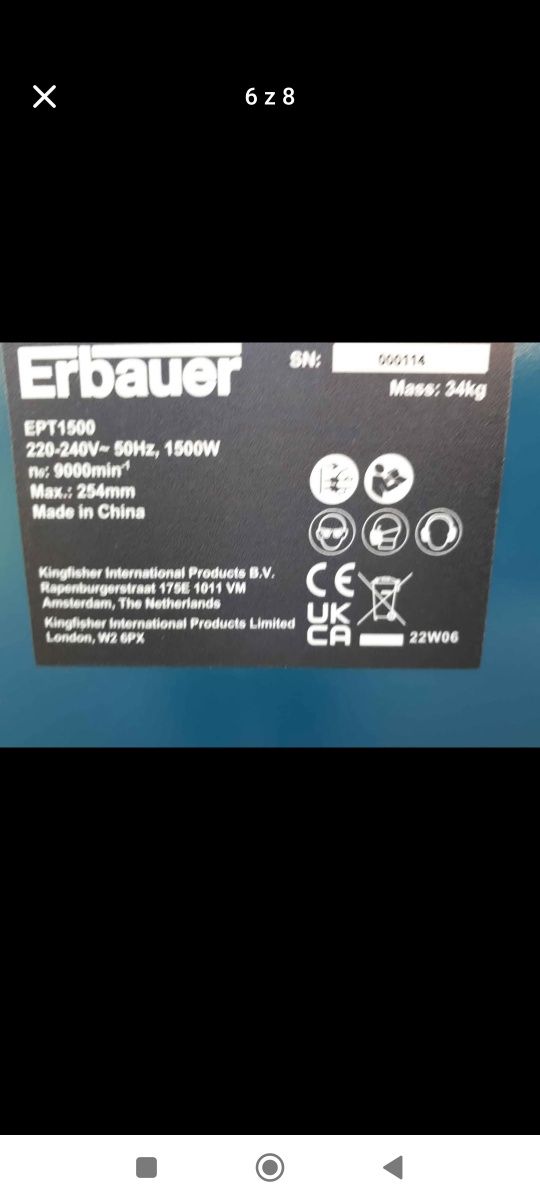 6 z 8
Erbauer
SN: 000114
Mass: 34kg
EPT1500
220-240V~ 50Hz, 1500W
n₀: 9000min⁻¹
Max.: 254mm
Made in China
Kingfisher International Products B.V.
Rapenburgerstraat 175E 1011 VM
Amsterdam, The Netherlands
Kingfisher International Products Limited
London, W2 6PX
CE
UK
CA
22W06